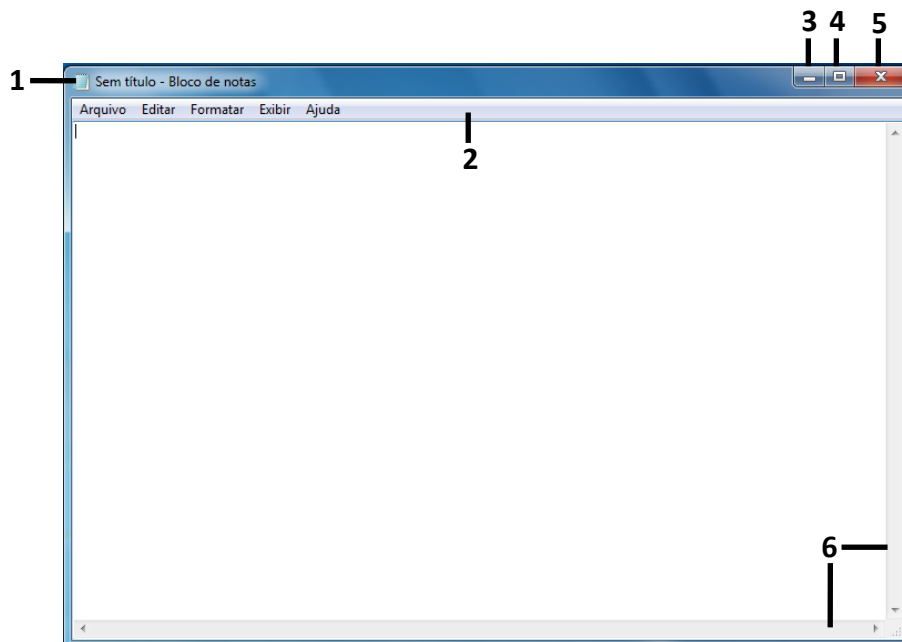 3 4 5
1
Sem título - Bloco de notas
Arquivo Editar Formatar Exibir Ajuda
2
6